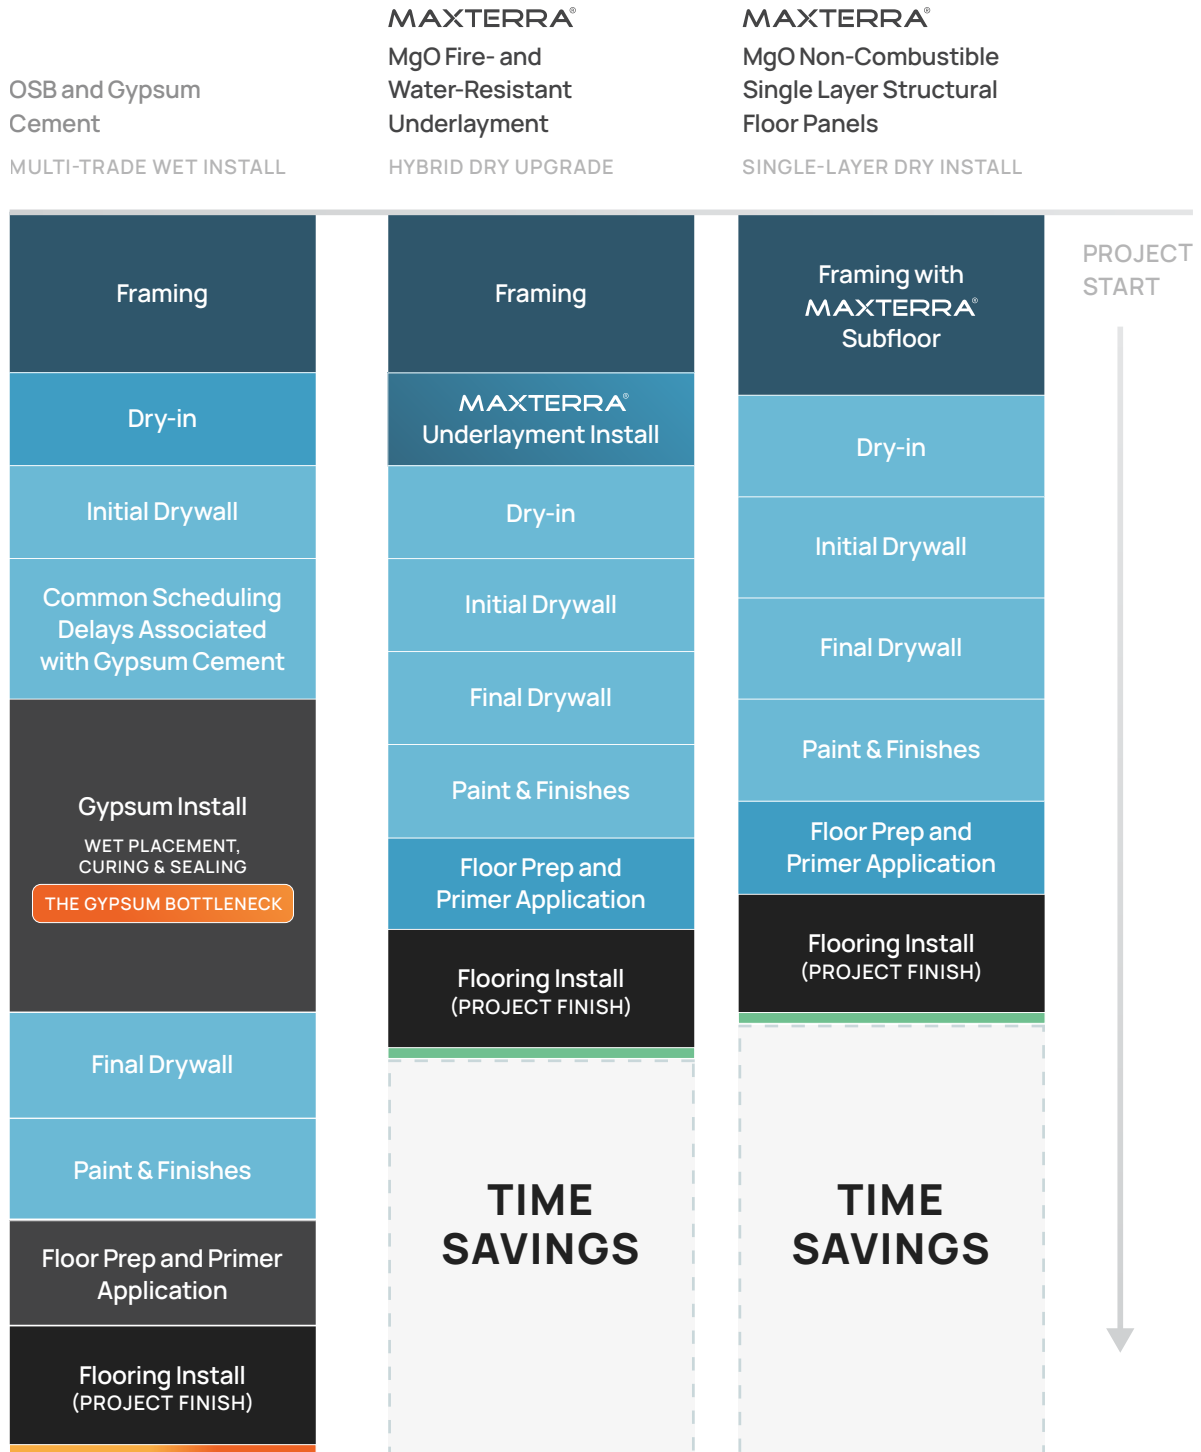 OSB and Gypsum
Cement
MULTI-TRADE WET INSTALL
MAXTERRA®
MgO Fire- and
Water-Resistant
Underlayment
HYBRID DRY UPGRADE
MAXTERRA®
MgO Non-Combustible
Single Layer Structural
Floor Panels
SINGLE-LAYER DRY INSTALL
Framing
Dry-in
Initial Drywall
Common Scheduling
Delays Associated
with Gypsum Cement
Gypsum Install
WET PLACEMENT,
CURING & SEALING
THE GYPSUM BOTTLENECK
Final Drywall
Paint & Finishes
Floor Prep and Primer
Application
Flooring Install
(PROJECT FINISH)
Framing
MAXTERRA®
Underlayment Install
Dry-in
Initial Drywall
Final Drywall
Paint & Finishes
Floor Prep and
Primer Application
Flooring Install
(PROJECT FINISH)
TIME
SAVINGS
Framing with
MAXTERRA®
Subfloor
Dry-in
Initial Drywall
Final Drywall
Paint & Finishes
Floor Prep and
Primer Application
Flooring Install
(PROJECT FINISH)
TIME
SAVINGS
PROJECT
START